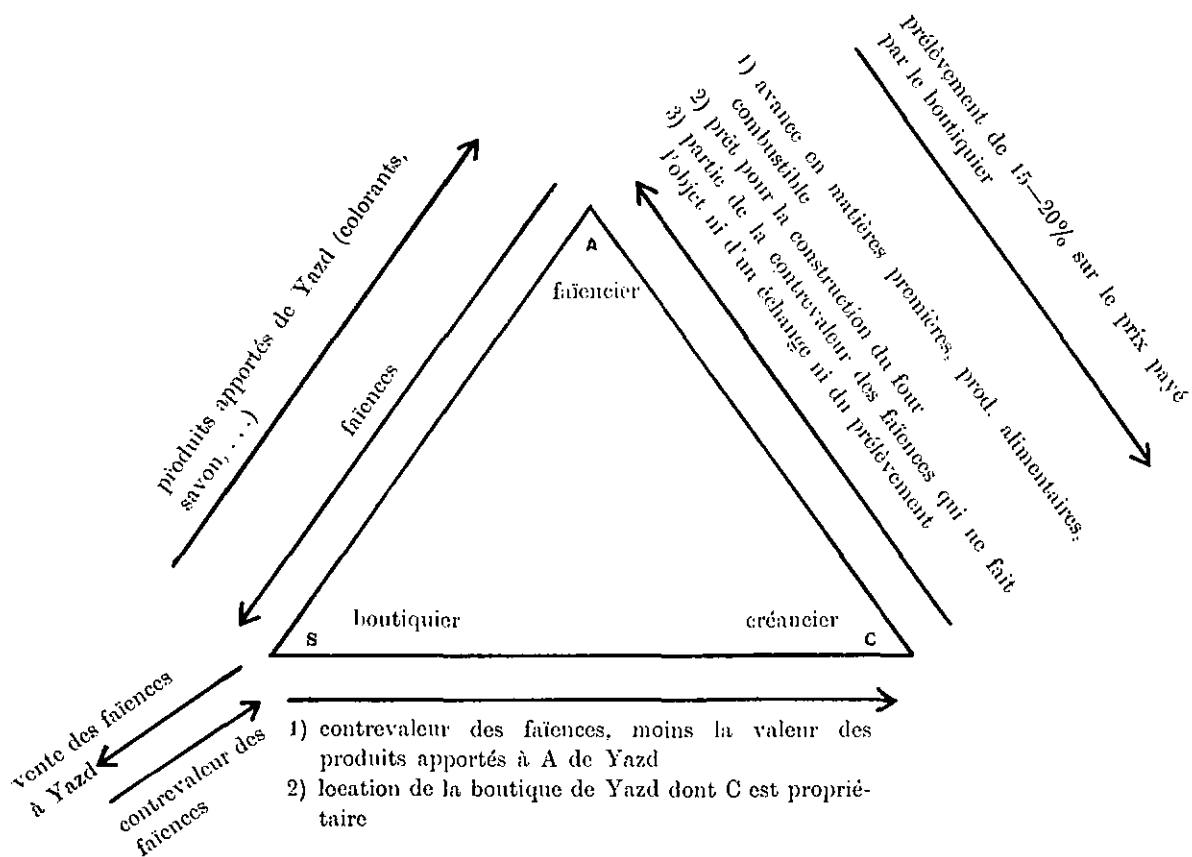 produits apportés de Yazd (colorants,
savon, ...)
faïences
A
faïencier
1) avance en matières premières, prod. alimentaires,
combustible
2) prêt pour la construction du four
3) partie de la contrevaleur des faïences qui ne fait
l'objet ni d'un échange ni du prélèvement
prélèvement de 15—20% sur le prix payé
par le boutiquier
boutiquier
S
créancier
C
vente des faïences
à Yazd
contrevaleur des
faïences
1) contrevaleur des faïences, moins la valeur des
produits apportés à A de Yazd
2) location de la boutique de Yazd dont C est proprié-
taire